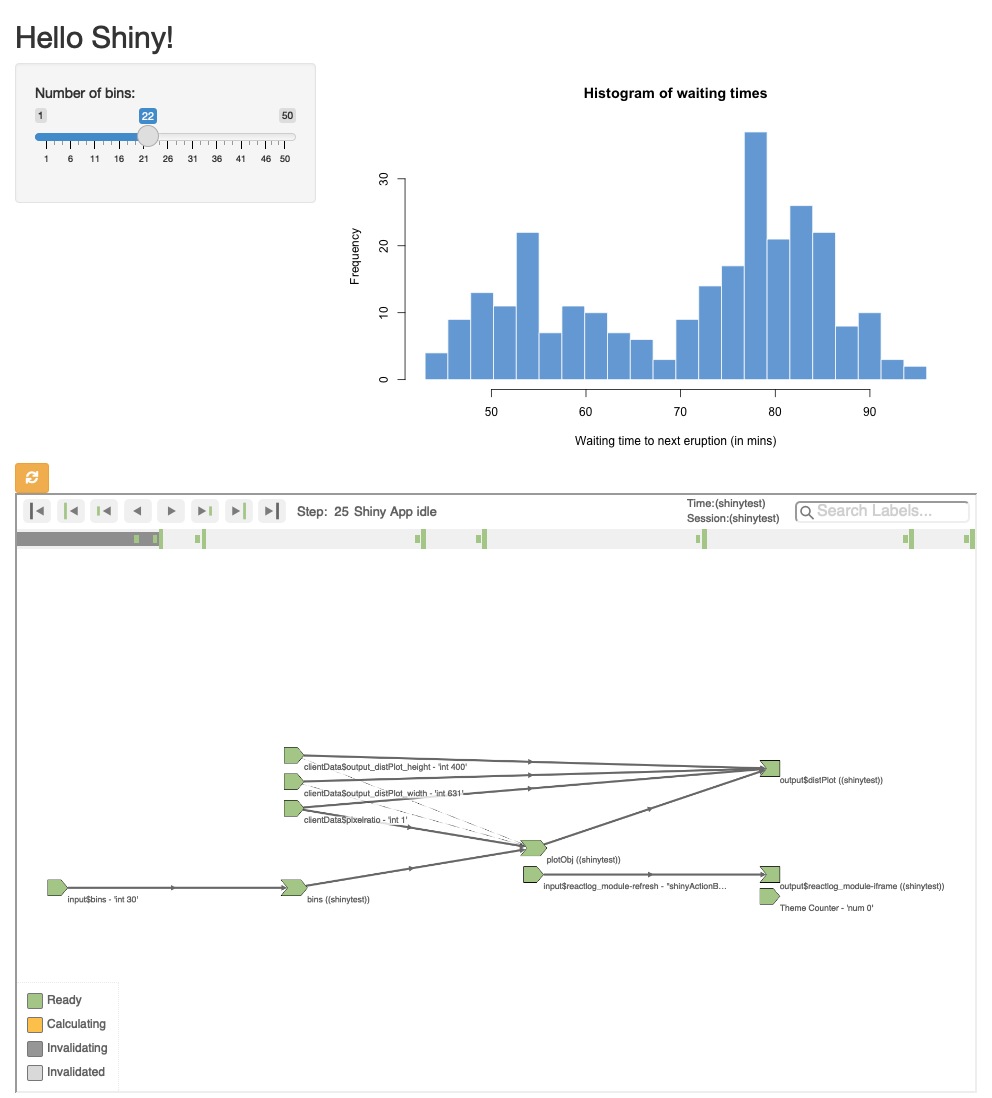 Hello Shiny!
Number of bins:
1 22 50
1 6 11 16 21 26 31 36 41 46 50
Histogram of waiting times
Frequency
30
20
10
0
50 60 70 80 90
Waiting time to next eruption (in mins)
Step: 25 Shiny App idle
Time:(shinytest)
Session:(shinytest)
Search Labels...
clientData$output_distPlot_height - 'int 400'
output$distPlot ((shinytest))
clientData$output_distPlot_width - 'int 631'
clientData$pixelratio - 'int 1'
plotObj ((shinytest))
input$reactlog_module-refresh - "shinyActionB...
output$reactlog_module-iframe ((shinytest))
input$bins - 'int 30'
bins ((shinytest))
Theme Counter - 'num 0'
Ready
Calculating
Invalidating
Invalidated